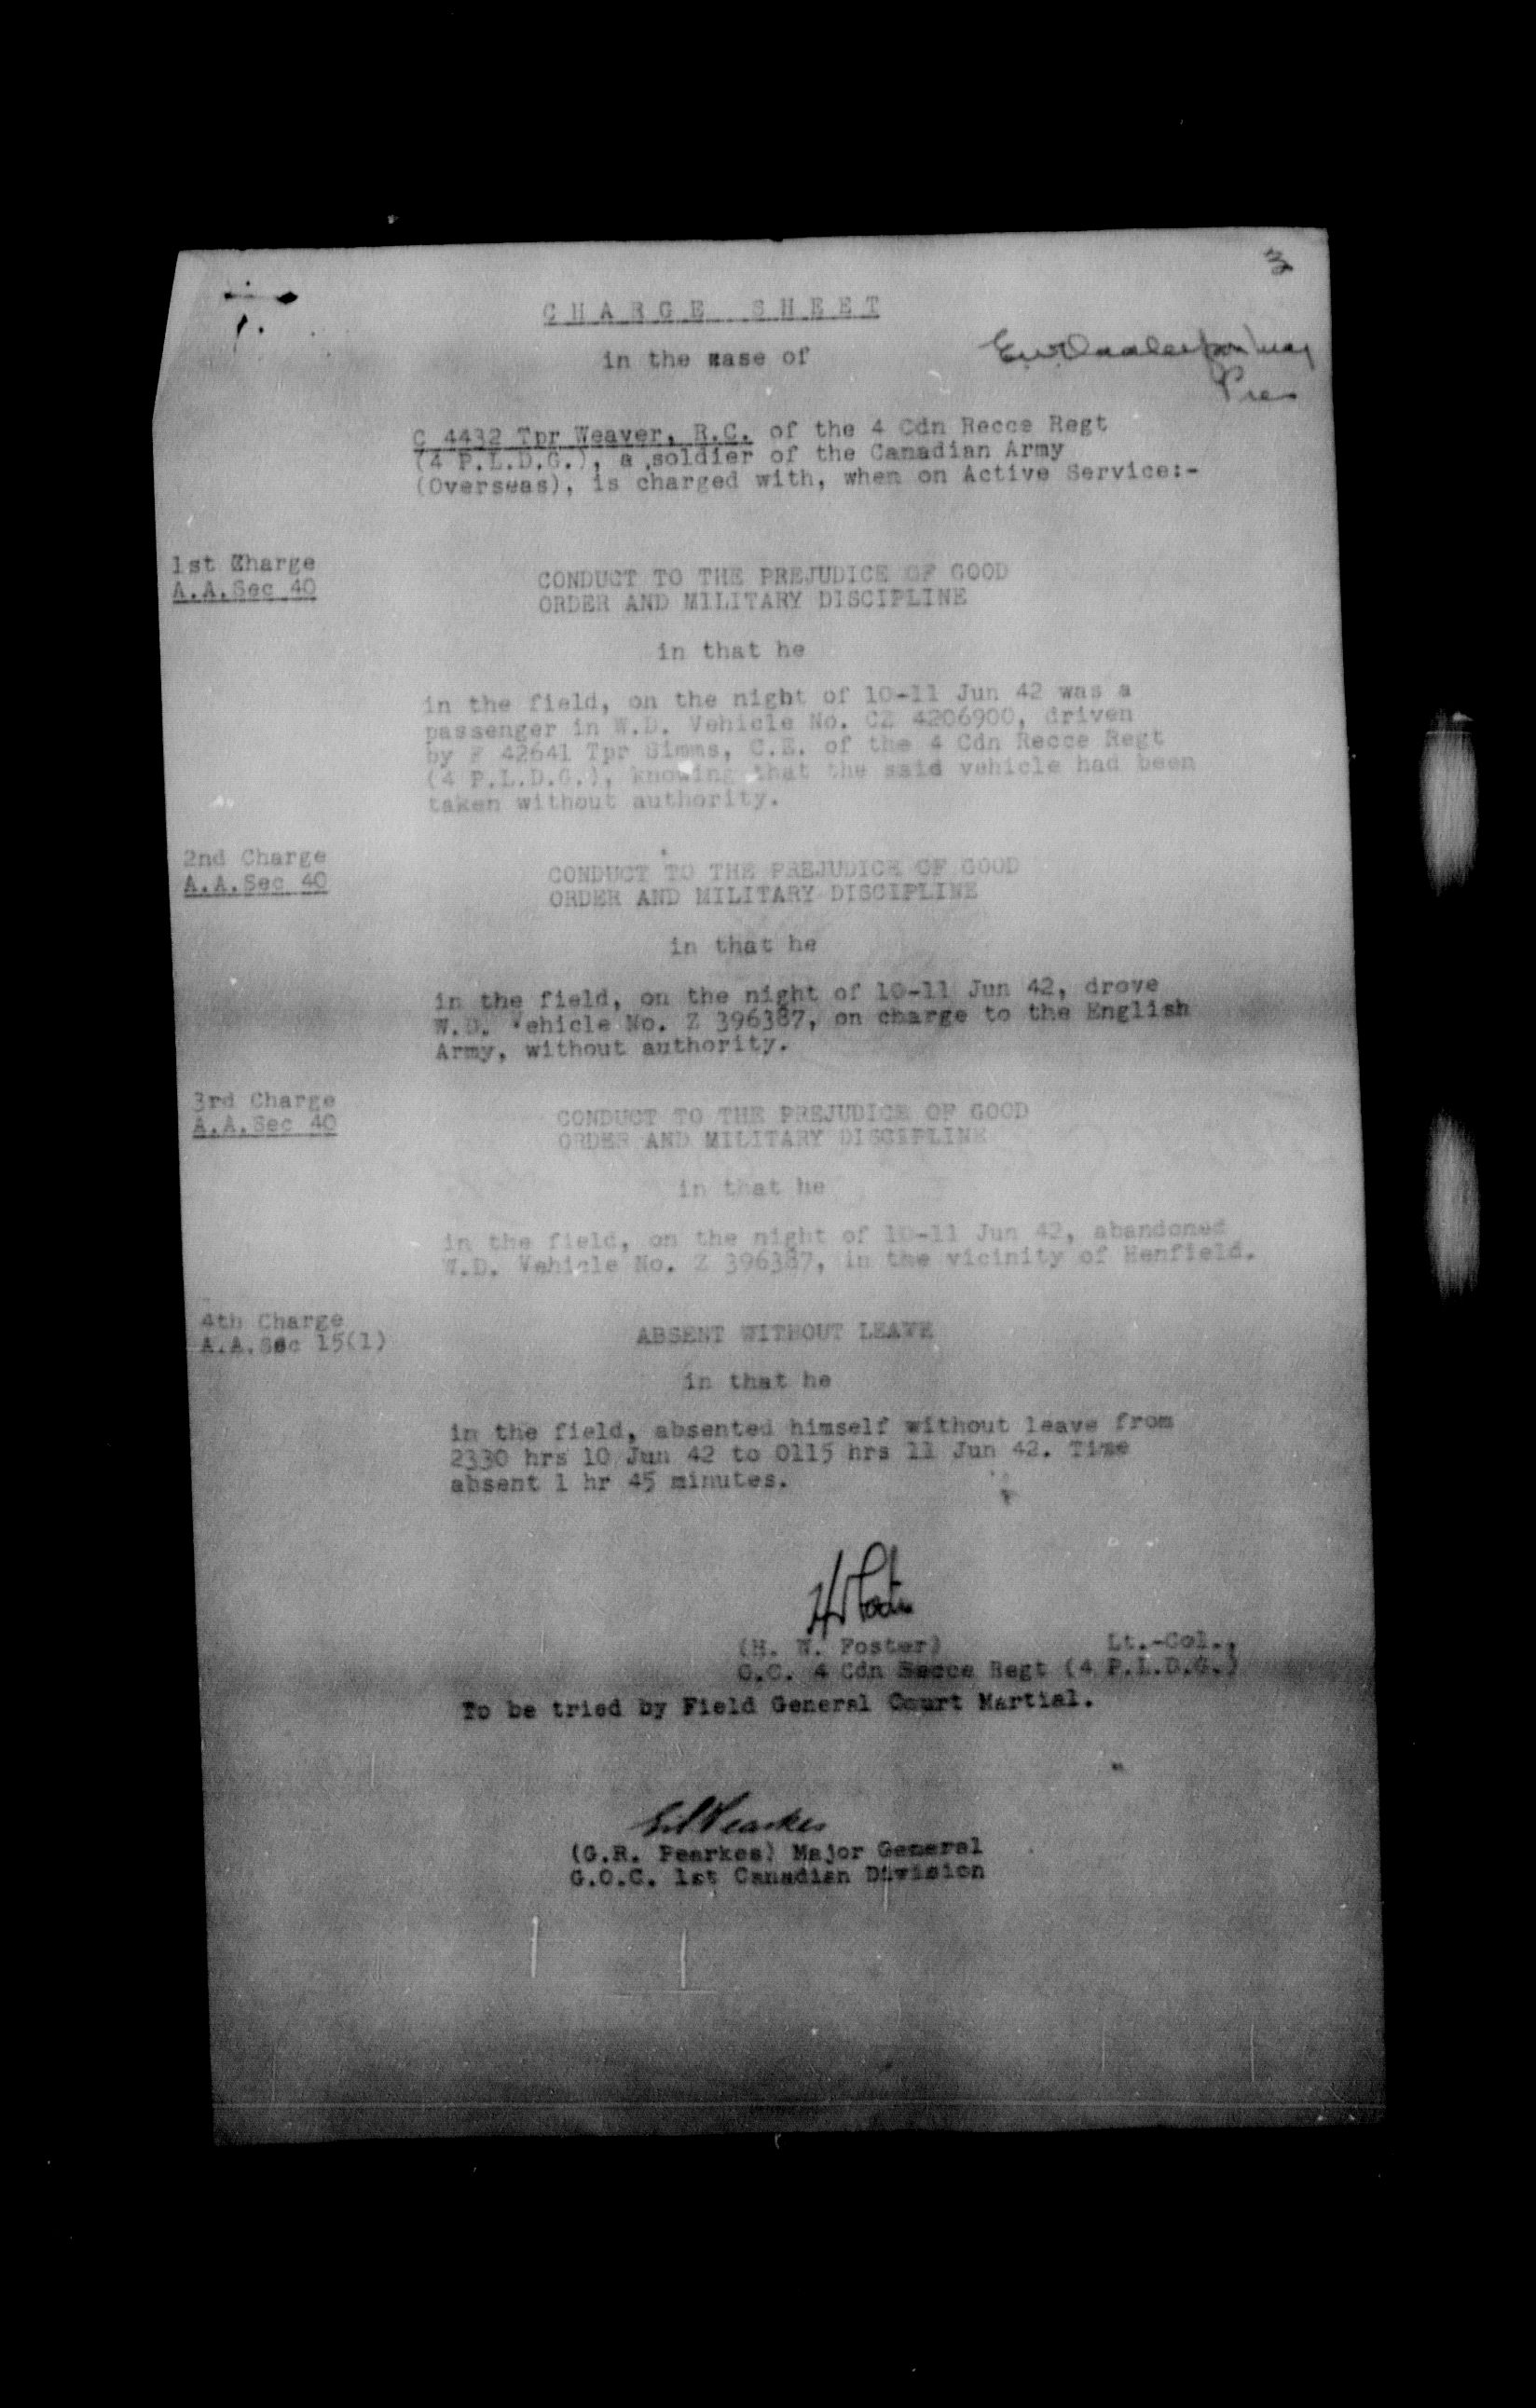 3
CHARGE SHEET
in the case of
Pres
C 4432 Tpr Weaver, R.C. of the 4 Cdn Recce Regt
(4 P.L.D.G.), a soldier of the Canadian Army
(Overseas), is charged with, when on Active Service:-
1st Charge
A.A.Sec 40
CONDUCT TO THE PREJUDICE OF GOOD
ORDER AND MILITARY DISCIPLINE
in that he
in the field, on the night of 10-11 Jun 42 was a
passenger in W.D. Vehicle No. CZ 4206900, driven
by F 42641 Tpr Simms, C.E. of the 4 Cdn Recce Regt
(4 P.L.D.G.), knowing that the said vehicle had been
taken without authority.
2nd Charge
A.A.Sec 40
CONDUCT TO THE PREJUDICE OF GOOD
ORDER AND MILITARY DISCIPLINE
in that he
in the field, on the night of 10-11 Jun 42, drove
W.D. Vehicle No. Z 396387, on charge to the English
Army, without authority.
3rd Charge
A.A.Sec 40
CONDUCT TO THE PREJUDICE OF GOOD
ORDER AND MILITARY DISCIPLINE
in that he
in the field, on the night of 10-11 Jun 42, abandoned
W.D. Vehicle No. Z 396387, in the vicinity of Henfield.
4th Charge
A.A.Sec 15(1)
ABSENT WITHOUT LEAVE
in that he
in the field, absented himself without leave from
2330 hrs 10 Jun 42 to 0115 hrs 11 Jun 42. Time
absent 1 hr 45 minutes.
(H. W. Foster) Lt.-Col.,
O.C. 4 Cdn Recce Regt (4 P.L.D.G.)
To be tried by Field General Court Martial.
GR Pearkes
(G.R. Pearkes) Major General
G.O.C. 1st Canadian Division